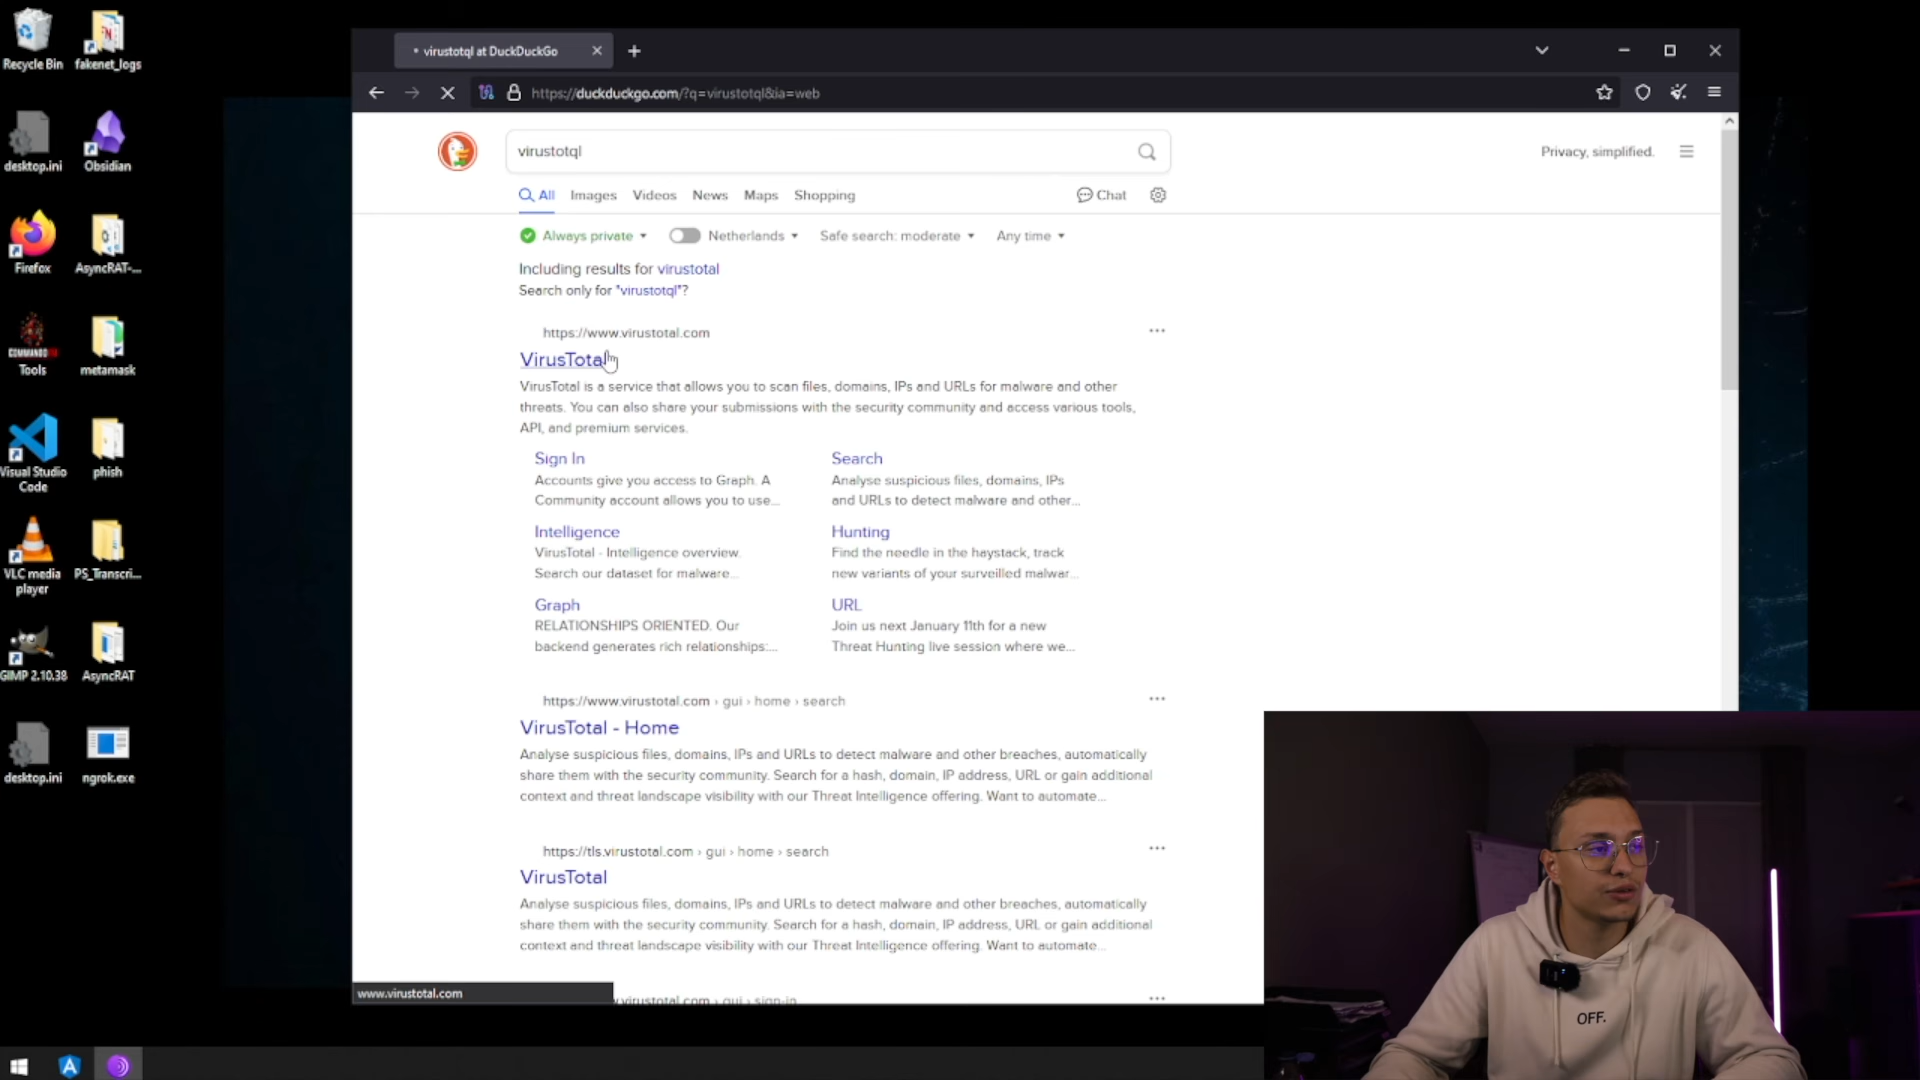 Recycle Bin
fakenet_logs
desktop.ini
Obsidian
Firefox
AsyncRAT-...
COMMANDO
Tools
metamask
Visual Studio
Code
phish
VLC media
player
PS_Transcri...
GIMP 2.10.38
AsyncRAT
desktop.ini
ngrok.exe
virustotql at DuckDuckGo
https://duckduckgo.com/?q=virustotql&ia=web
virustotql
Privacy, simplified.
All Images Videos News Maps Shopping Chat
Always private Netherlands Safe search: moderate Any time
Including results for virustotal
Search only for "virustotql"?
https://www.virustotal.com
VirusTotal
VirusTotal is a service that allows you to scan files, domains, IPs and URLs for malware and other
threats. You can also share your submissions with the security community and access various tools,
API, and premium services.
Sign In
Accounts give you access to Graph. A
Community account allows you to use...
Search
Analyse suspicious files, domains, IPs
and URLs to detect malware and other...
Intelligence
VirusTotal - Intelligence overview.
Search our dataset for malware...
Hunting
Find the needle in the haystack, track
new variants of your surveilled malwar...
Graph
RELATIONSHIPS ORIENTED. Our
backend generates rich relationships:...
URL
Join us next January 11th for a new
Threat Hunting live session where we...
https://www.virustotal.com › gui › home › search
VirusTotal - Home
Analyse suspicious files, domains, IPs and URLs to detect malware and other breaches, automatically
share them with the security community. Search for a hash, domain, IP address, URL or gain additional
context and threat landscape visibility with our Threat Intelligence offering. Want to automate...
https://tls.virustotal.com › gui › home › search
VirusTotal
Analyse suspicious files, domains, IPs and URLs to detect malware and other breaches, automatically
share them with the security community. Search for a hash, domain, IP address, URL or gain additional
context and threat landscape visibility with our Threat Intelligence offering. Want to automate...
www.virustotal.com
.virustotal.com › gui › sign-in
OFF.